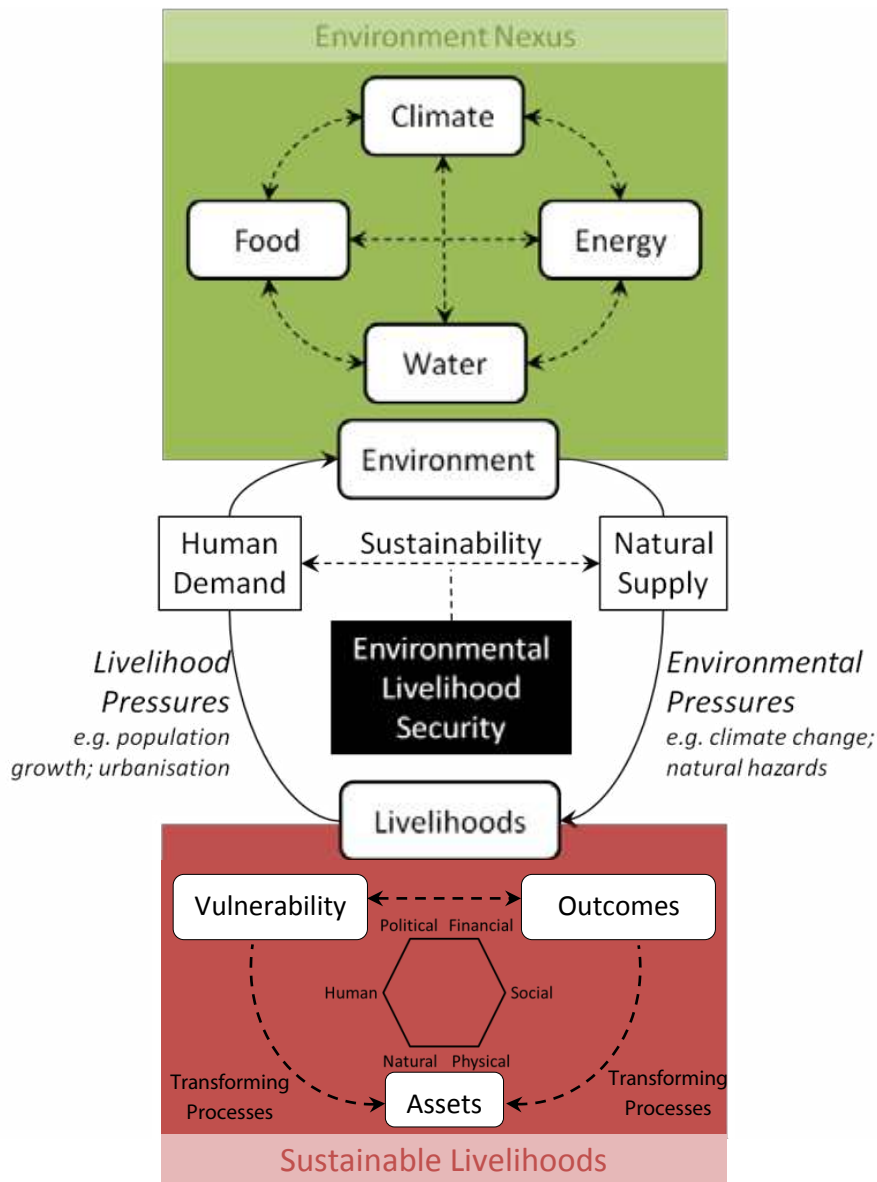 Environment Nexus
Climate
Food
Energy
Water
Environment
Human
Demand
Sustainability
Natural
Supply
Environmental
Livelihood
Security
Livelihood
Pressures
e.g. population
growth; urbanisation
Environmental
Pressures
e.g. climate change;
natural hazards
Livelihoods
Vulnerability
Outcomes
Political Financial
Human
Social
Natural Physical
Transforming
Processes
Assets
Transforming
Processes
Sustainable Livelihoods